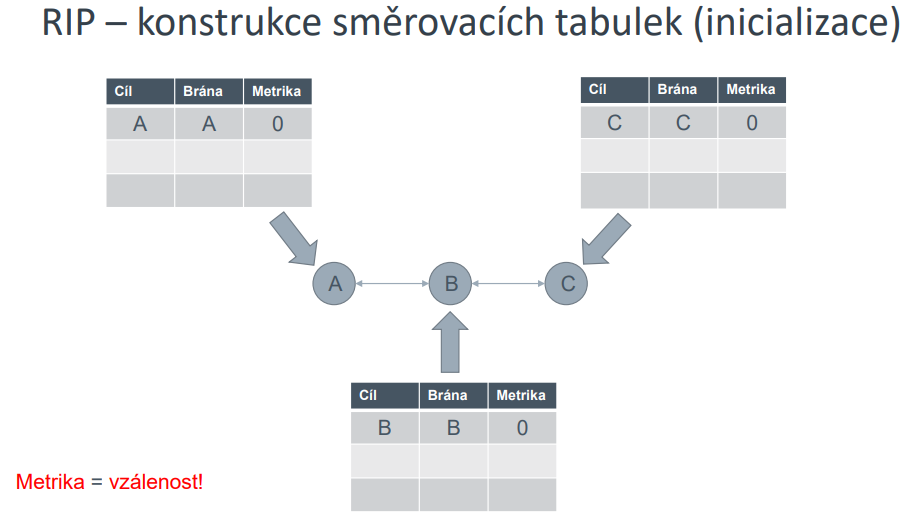 RIP – konstrukce směrovacích tabulek (inicializace)
Cíl Brána Metrika
A A 0
Cíl Brána Metrika
C C 0
A B C
Cíl Brána Metrika
B B 0
Metrika = vzálenost!